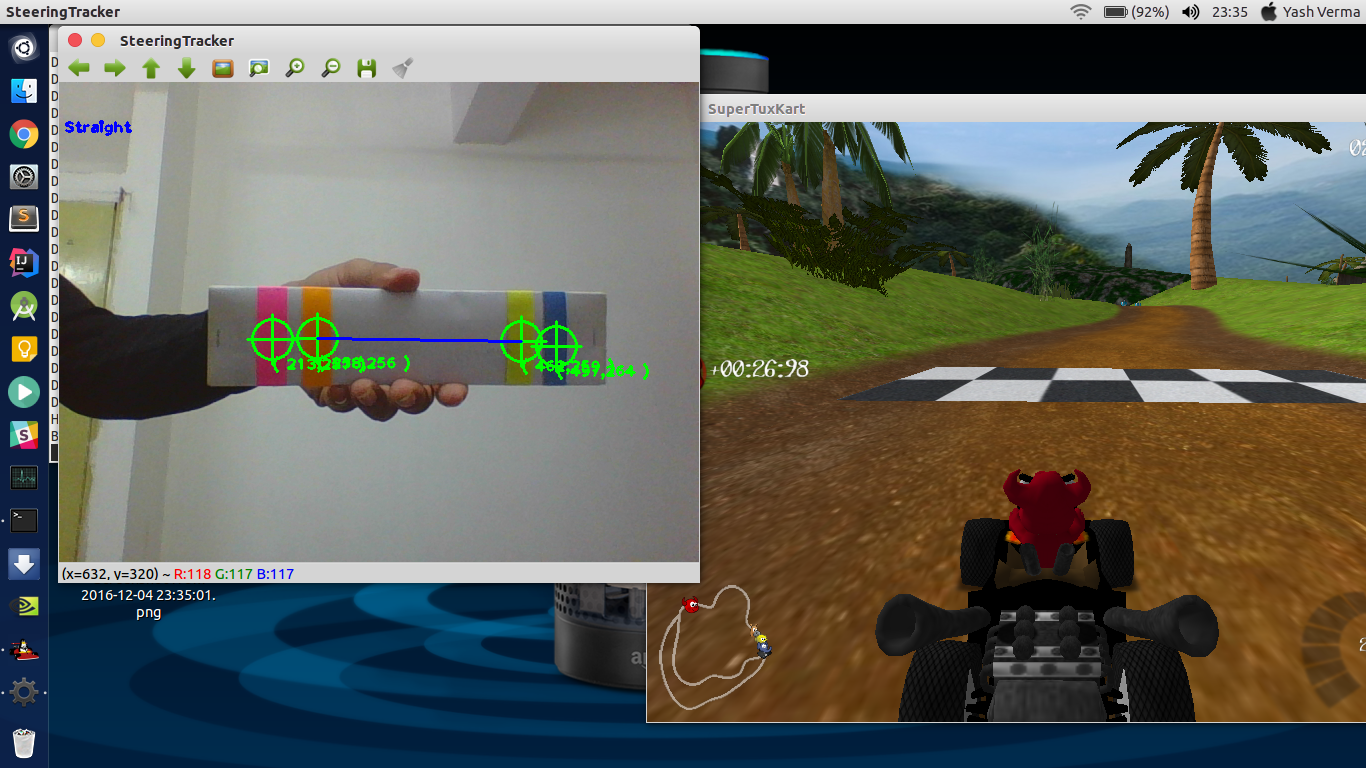 SteeringTracker
(92%)
23:35
Yash Verma
SteeringTracker
Straight
SuperTuxKart
+00:26:98
(x=632, y=320) ~ R:118 G:117 B:117
2016-12-04 23:35:01.
png